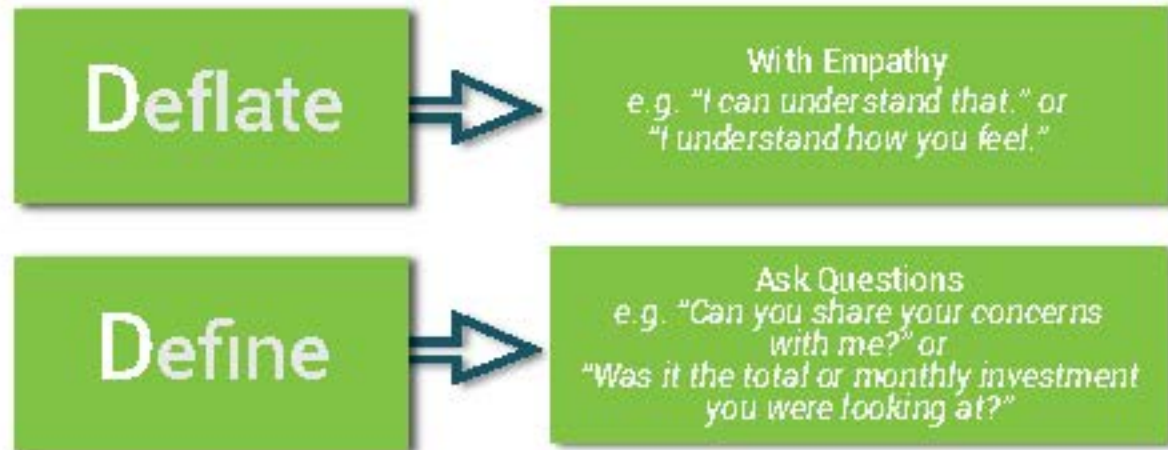 Deflate
With Empathy
e.g. "I can understand that." or
"I understand how you feel."
Define
Ask Questions
e.g. "Can you share your concerns
with me?" or
"Was it the total or monthly investment
you were looking at?"